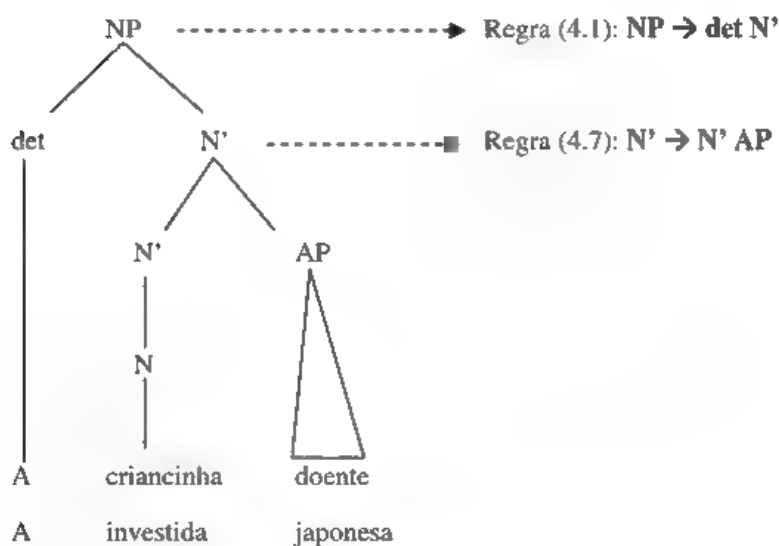 NP Regra (4.1): NP → det N’
det N’ Regra (4.7): N’ → N’ AP
N’ AP
N
A criancinha doente
A investida japonesa